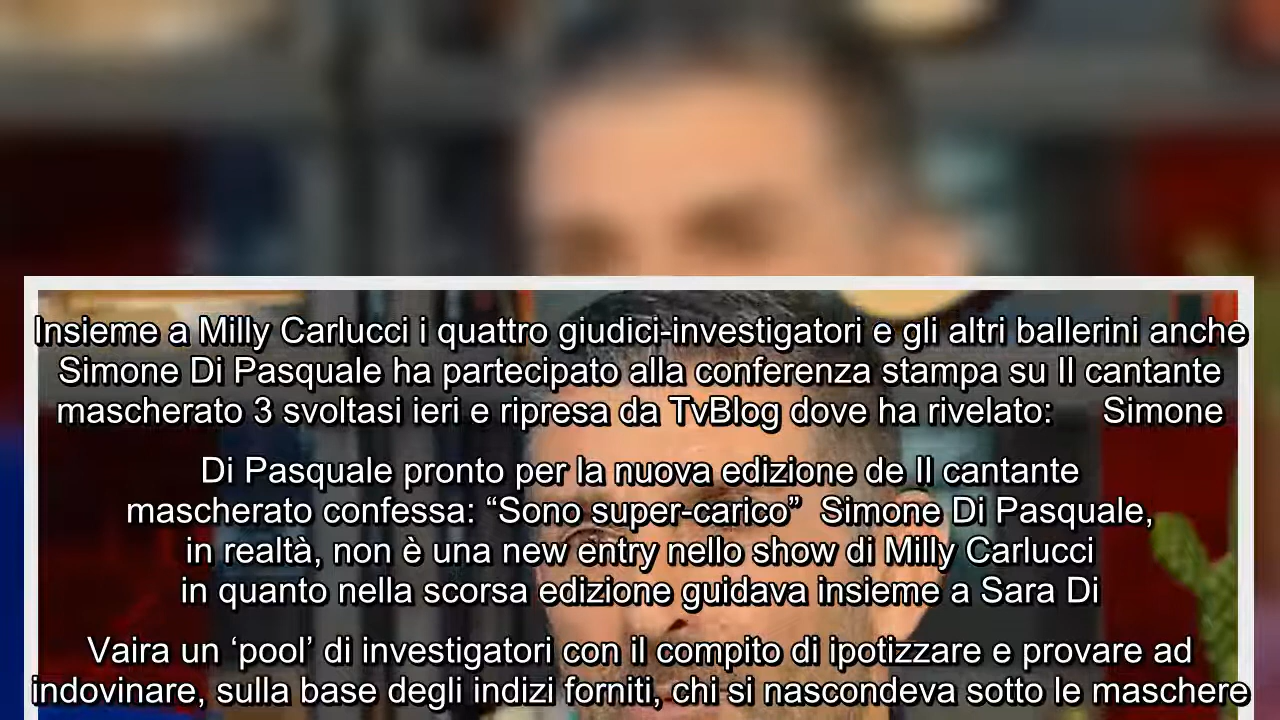 Insieme a Milly Carlucci i quattro giudici-investigatori e gli altri ballerini anche
Simone Di Pasquale ha partecipato alla conferenza stampa su Il cantante
mascherato 3 svoltasi ieri e ripresa da TvBlog dove ha rivelato: Simone
Di Pasquale pronto per la nuova edizione de Il cantante
mascherato confessa: “Sono super-carico” Simone Di Pasquale,
in realtà, non è una new entry nello show di Milly Carlucci
in quanto nella scorsa edizione guidava insieme a Sara Di
Vaira un ‘pool’ di investigatori con il compito di ipotizzare e provare ad
indovinare, sulla base degli indizi forniti, chi si nascondeva sotto le maschere